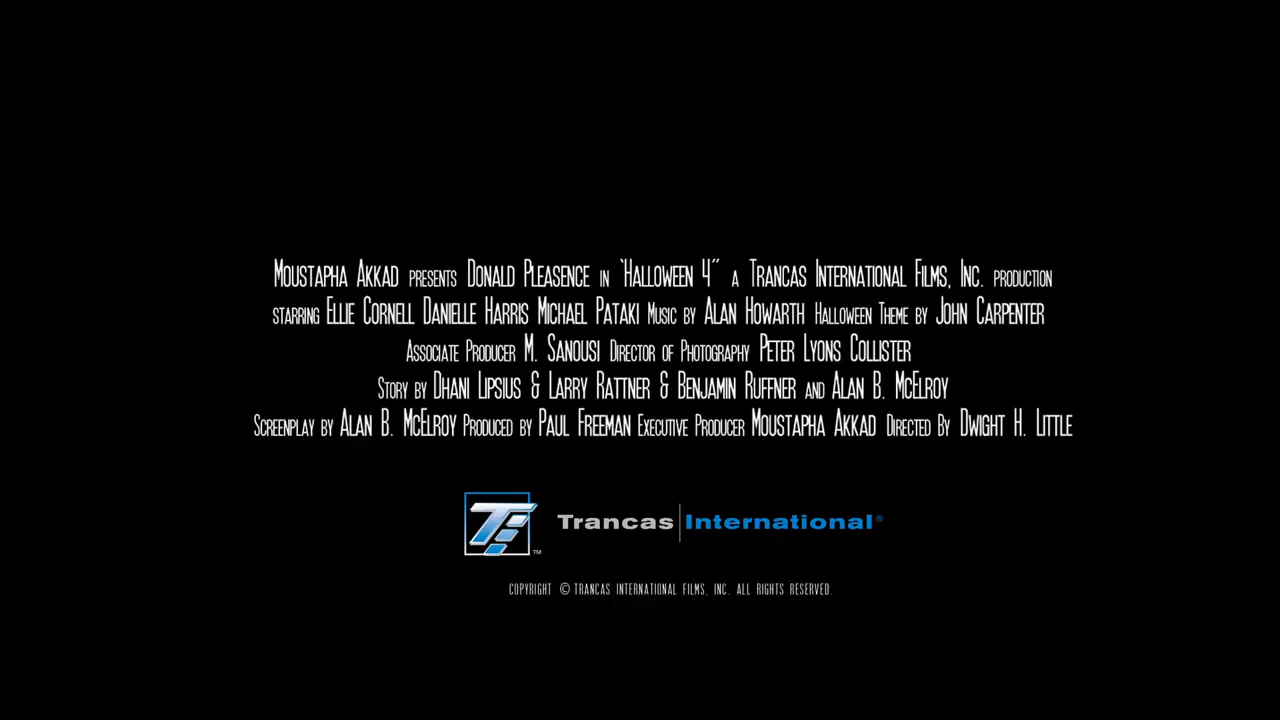 Moustapha Akkad presents Donald Pleasence in `Halloween 4" a Trancas International Films, Inc. production
starring Ellie Cornell Danielle Harris Michael Pataki Music by Alan Howarth Halloween Theme by John Carpenter
Associate Producer M. Sanousi Director of Photography Peter Lyons Collister
Story by Dhani Lipsius & Larry Rattner & Benjamin Ruffner and Alan B. McElroy
Screenplay by Alan B. McElroy Produced by Paul Freeman Executive Producer Moustapha Akkad Directed By Dwight H. Little
TF ™ Trancas International®
COPYRIGHT © TRANCAS INTERNATIONAL FILMS, INC. ALL RIGHTS RESERVED.